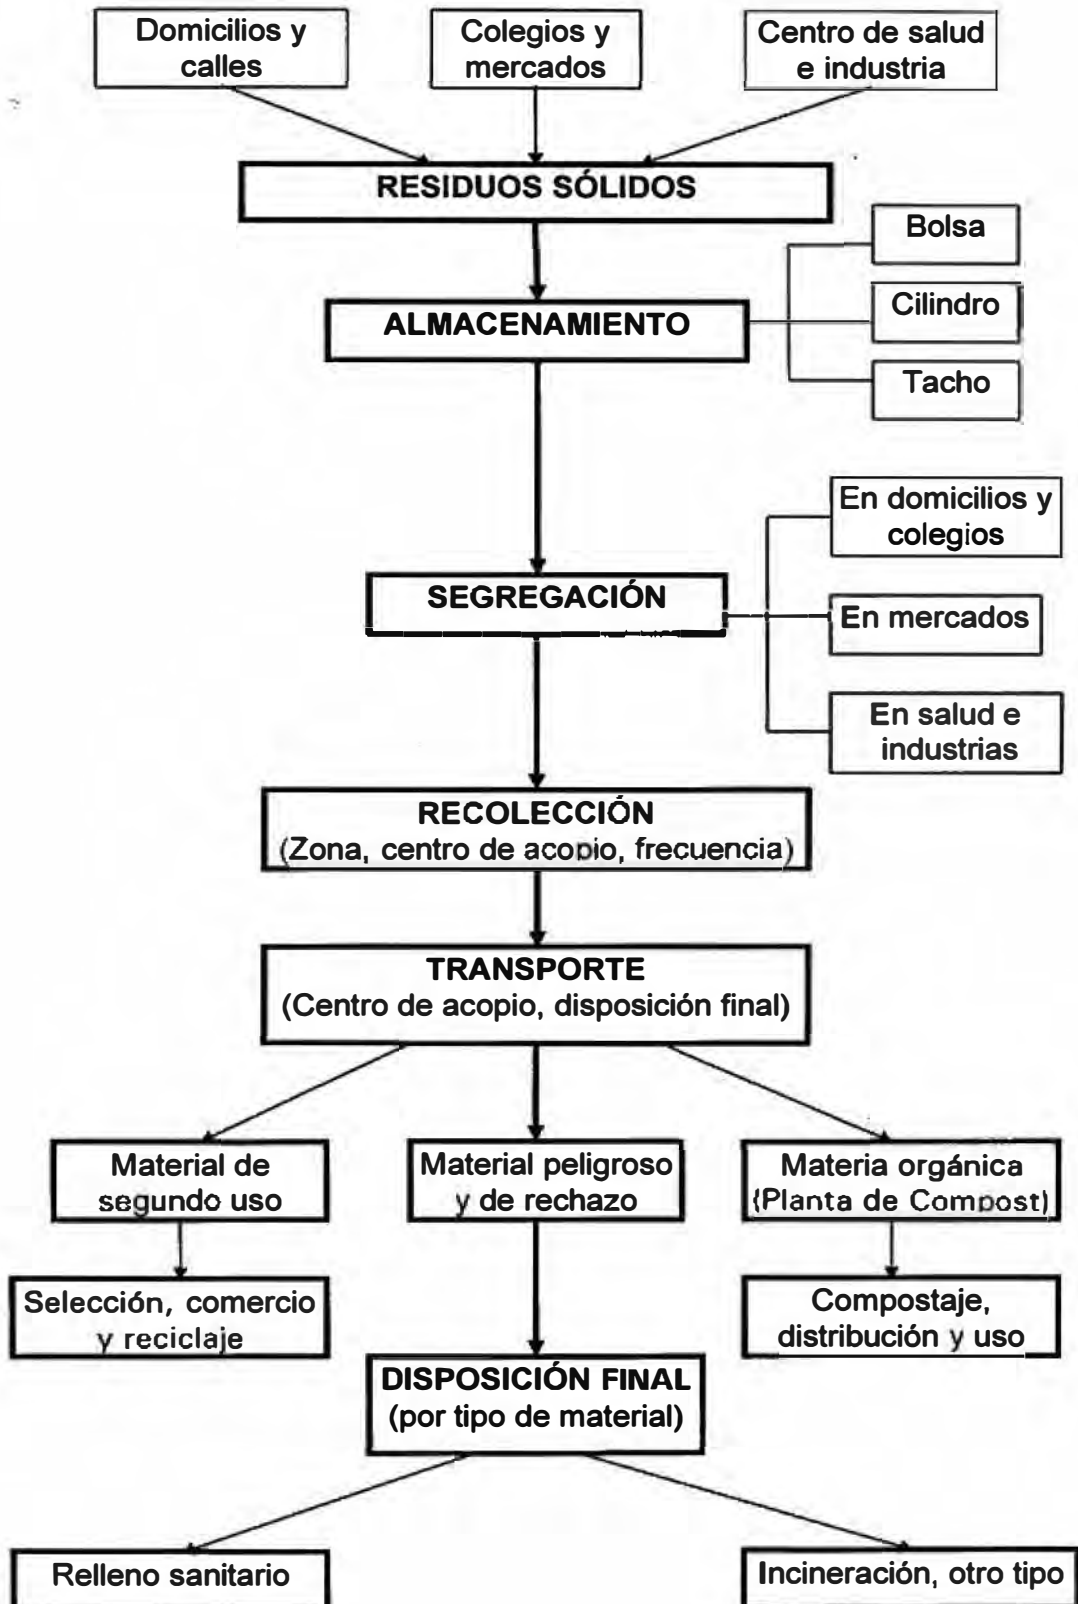 Domicilios y
calles
Colegios y
mercados
Centro de salud
e industria
RESIDUOS SÓLIDOS
Bolsa
ALMACENAMIENTO
Cilindro
Tacho
En domicilios y
colegios
SEGREGACIÓN
En mercados
En salud e
industrias
RECOLECCIÓN
(Zona, centro de acopio, frecuencia)
TRANSPORTE
(Centro de acopio, disposición final)
Material de
segundo uso
Material peligroso
y de rechazo
Materia orgánica
(Planta de Compost)
Selección, comercio
y reciclaje
Compostaje,
distribución y uso
DISPOSICIÓN FINAL
(por tipo de material)
Relleno sanitario
Incineración, otro tipo